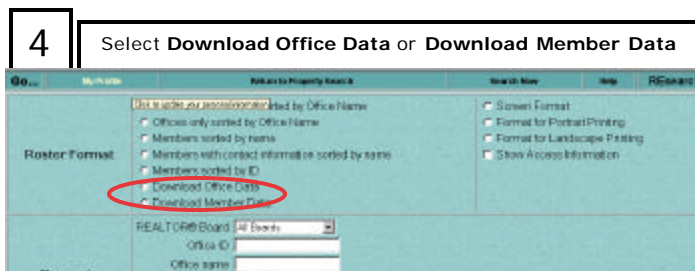 4
Select Download Office Data or Download Member Data
Go... My Profile Return to Property Search Search Now Help REsearc
Click to update your personal information rted by Office Name
Offices only sorted by Office Name
Members sorted by name
Members with contact information sorted by name
Members sorted by ID
Download Office Data
Download Member Data
Roster Format
Screen Format
Format for Portrait Printing
Format for Landscape Printing
Show Access Information
REALTOR® Board All Boards
Office ID
Office name